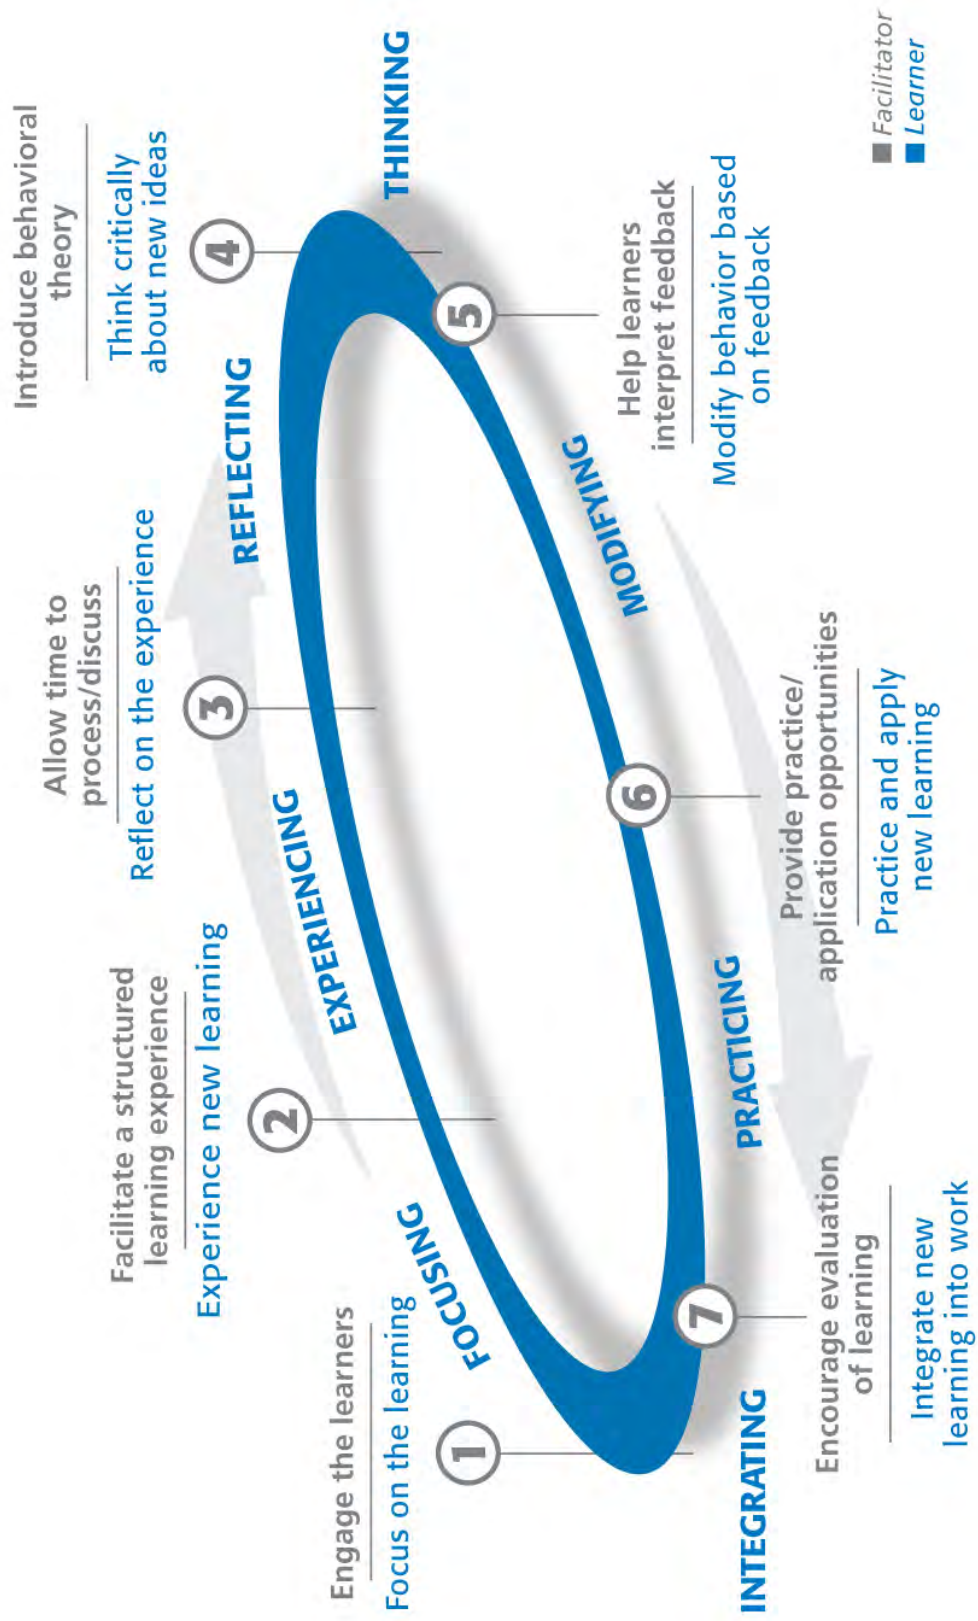 Engage the learners
Focus on the learning
1
FOCUSING
Facilitate a structured
learning experience
Experience new learning
2
EXPERIENCING
Allow time to
process/discuss
Reflect on the experience
3
REFLECTING
Introduce behavioral
theory
Think critically
about new ideas
4
THINKING
5
Help learners
interpret feedback
Modify behavior based
on feedback
MODIFYING
6
Provide practice/
application opportunities
Practice and apply
new learning
PRACTICING
7
Encourage evaluation
of learning
Integrate new
learning into work
INTEGRATING
Facilitator
Learner